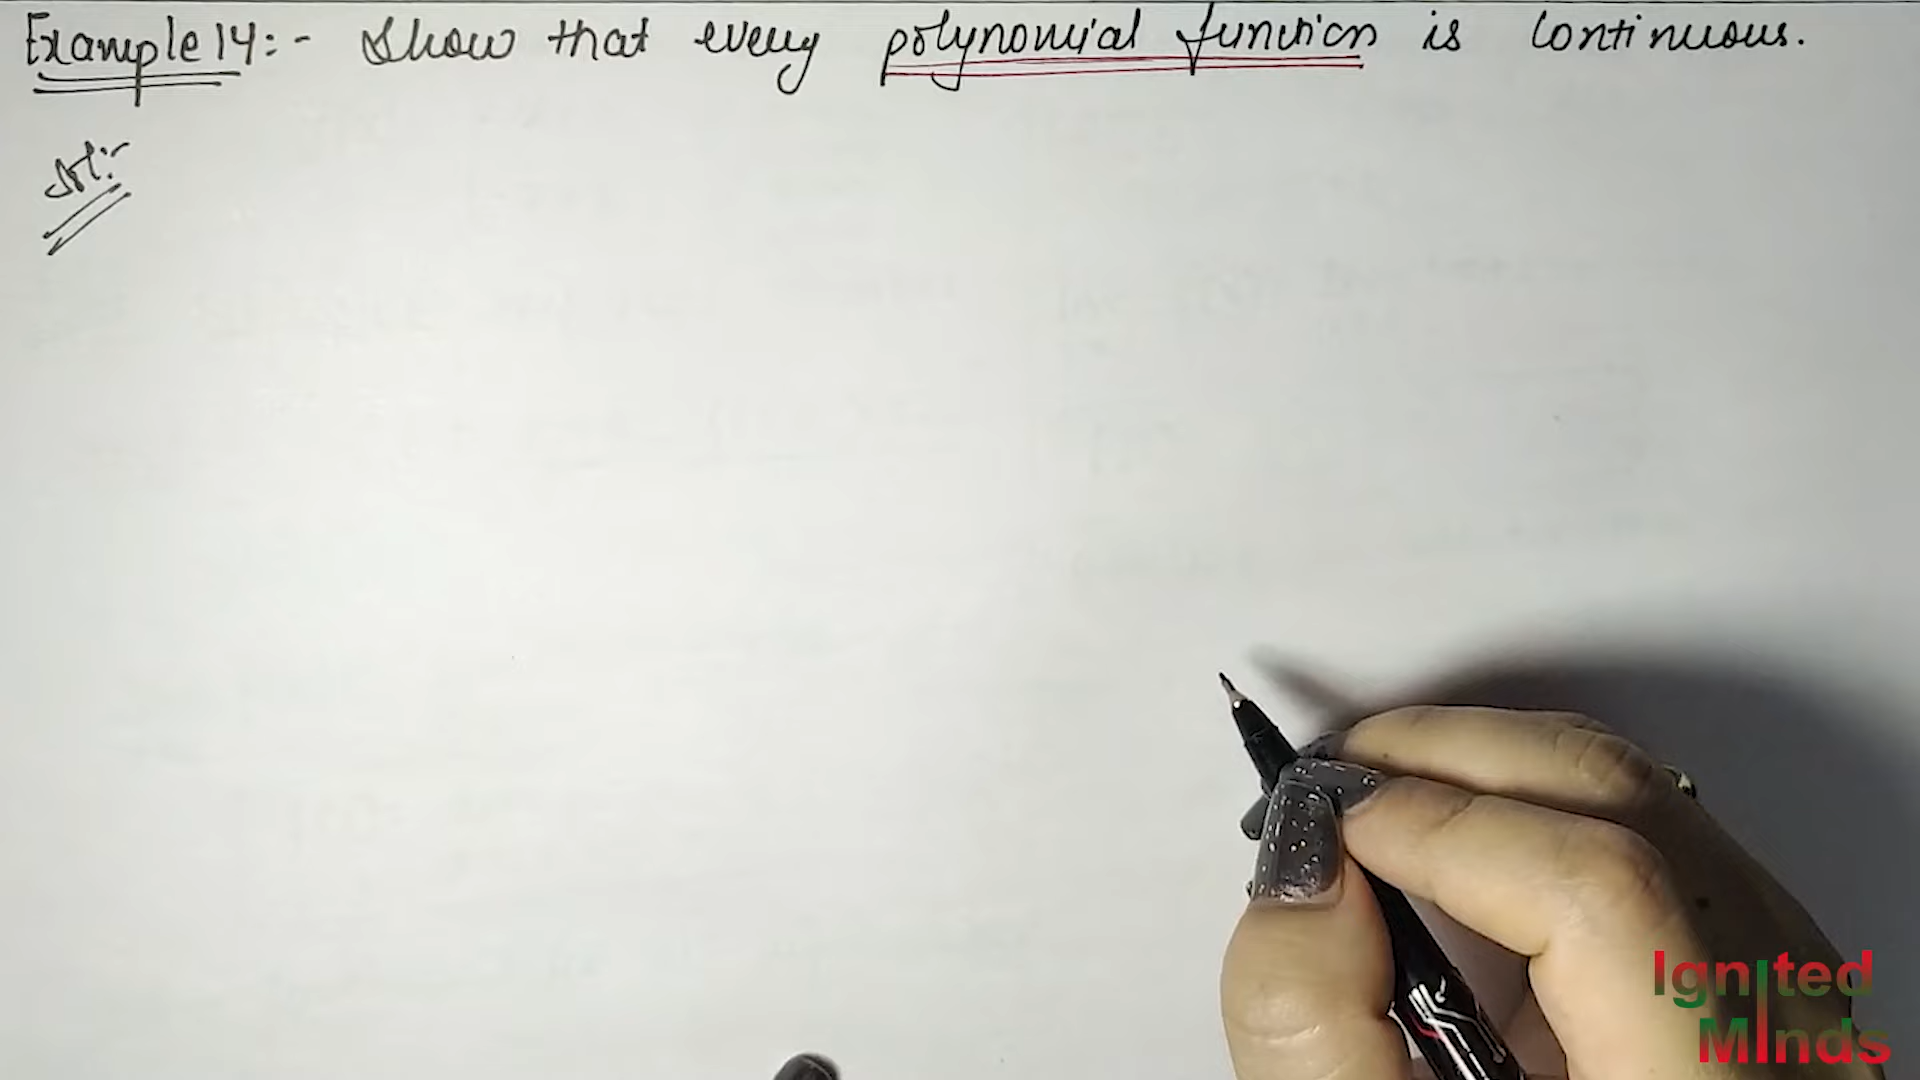 Example 14:- Show that every polynomial function is continuous.
Sol:-
Ignited
Minds